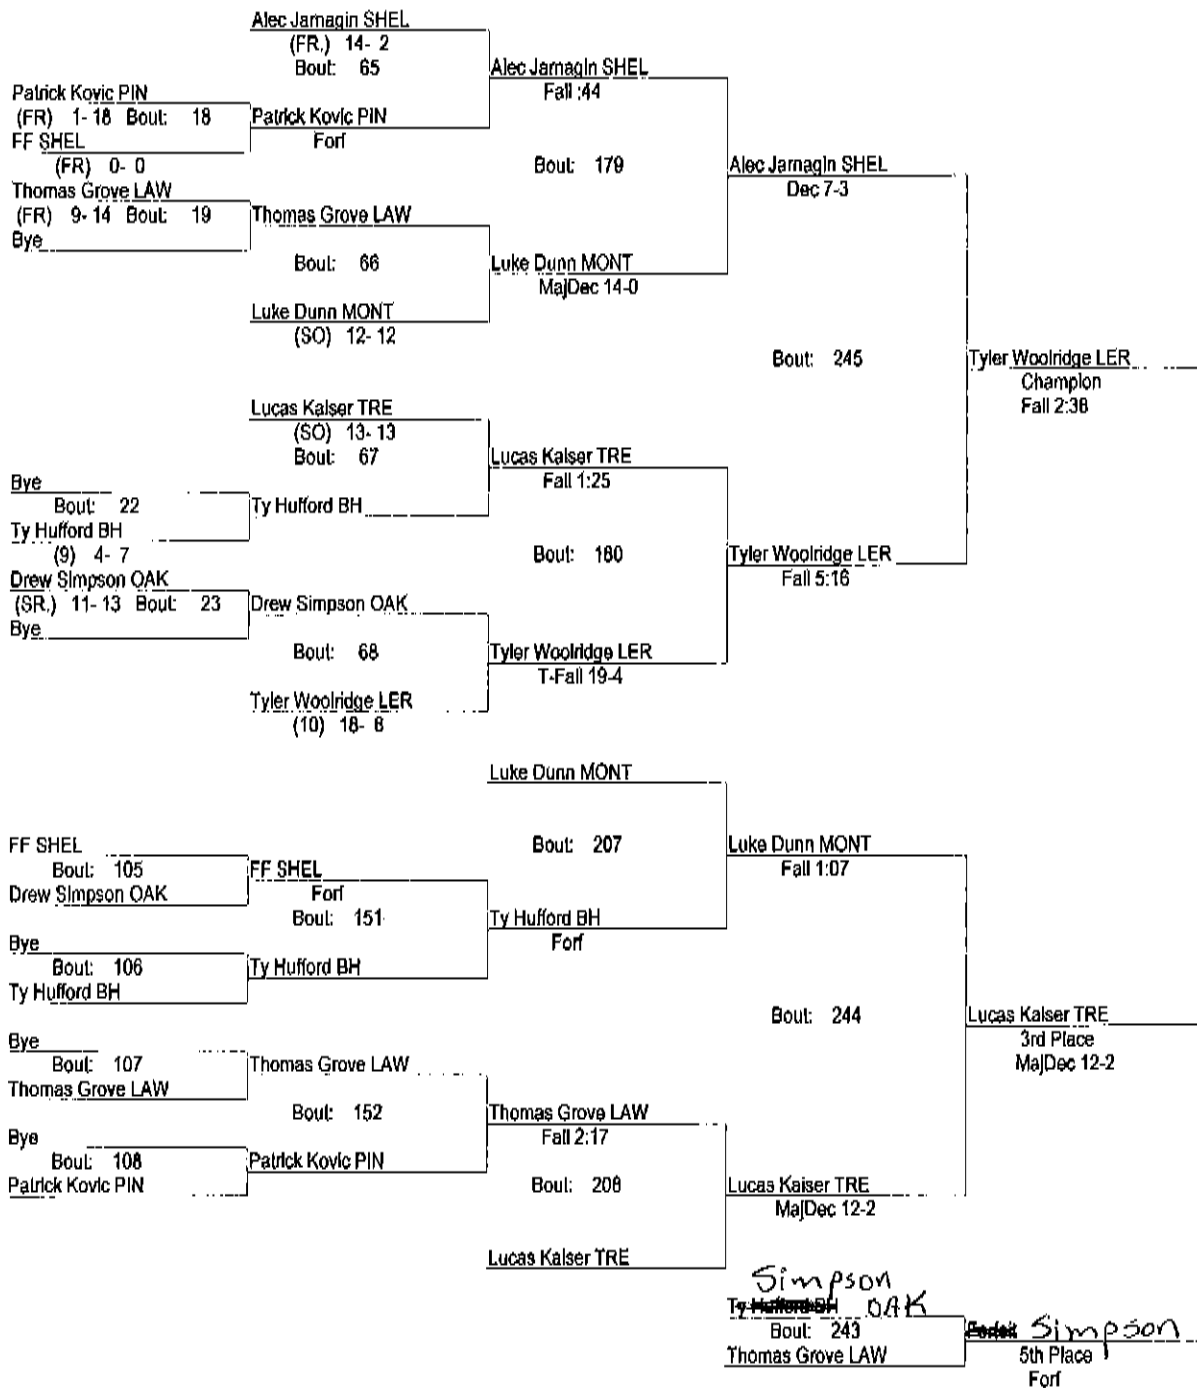 Alec Jarnagin SHEL
(FR.) 14- 2
Bout: 65
Alec Jarnagin SHEL
Fall :44
Patrick Kovic PIN
(FR) 1- 18 Bout: 18
Patrick Kovic PIN
Forf
FF SHEL
(FR) 0- 0
Bout: 179
Alec Jarnagin SHEL
Dec 7-3
Thomas Grove LAW
(FR) 9- 14 Bout: 19
Thomas Grove LAW
Bye
Bout: 66
Luke Dunn MONT
MajDec 14-0
Luke Dunn MONT
(SO) 12- 12
Bout: 245
Tyler Woolridge LER
Champion
Fall 2:38
Lucas Kaiser TRE
(SO) 13- 13
Bout: 67
Lucas Kaiser TRE
Fall 1:25
Bye
Bout: 22
Ty Hufford BH
Ty Hufford BH
(9) 4- 7
Bout: 180
Tyler Woolridge LER
Fall 5:16
Drew Simpson OAK
(SR.) 11- 13 Bout: 23
Drew Simpson OAK
Bye
Bout: 68
Tyler Woolridge LER
T-Fall 19-4
Tyler Woolridge LER
(10) 18- 8
Luke Dunn MONT
Bout: 207
Luke Dunn MONT
Fall 1:07
FF SHEL
Bout: 105
FF SHEL
Forf
Drew Simpson OAK
Bout: 151
Ty Hufford BH
Forf
Bye
Bout: 106
Ty Hufford BH
Ty Hufford BH
Bout: 244
Lucas Kaiser TRE
3rd Place
MajDec 12-2
Bye
Bout: 107
Thomas Grove LAW
Thomas Grove LAW
Bout: 152
Thomas Grove LAW
Fall 2:17
Bye
Bout: 108
Patrick Kovic PIN
Patrick Kovic PIN
Bout: 208
Lucas Kaiser TRE
MajDec 12-2
Lucas Kaiser TRE
Simpson
Ty Hufford BH OAK
Bout: 243
Forfeit Simpson
Thomas Grove LAW
5th Place
Forf